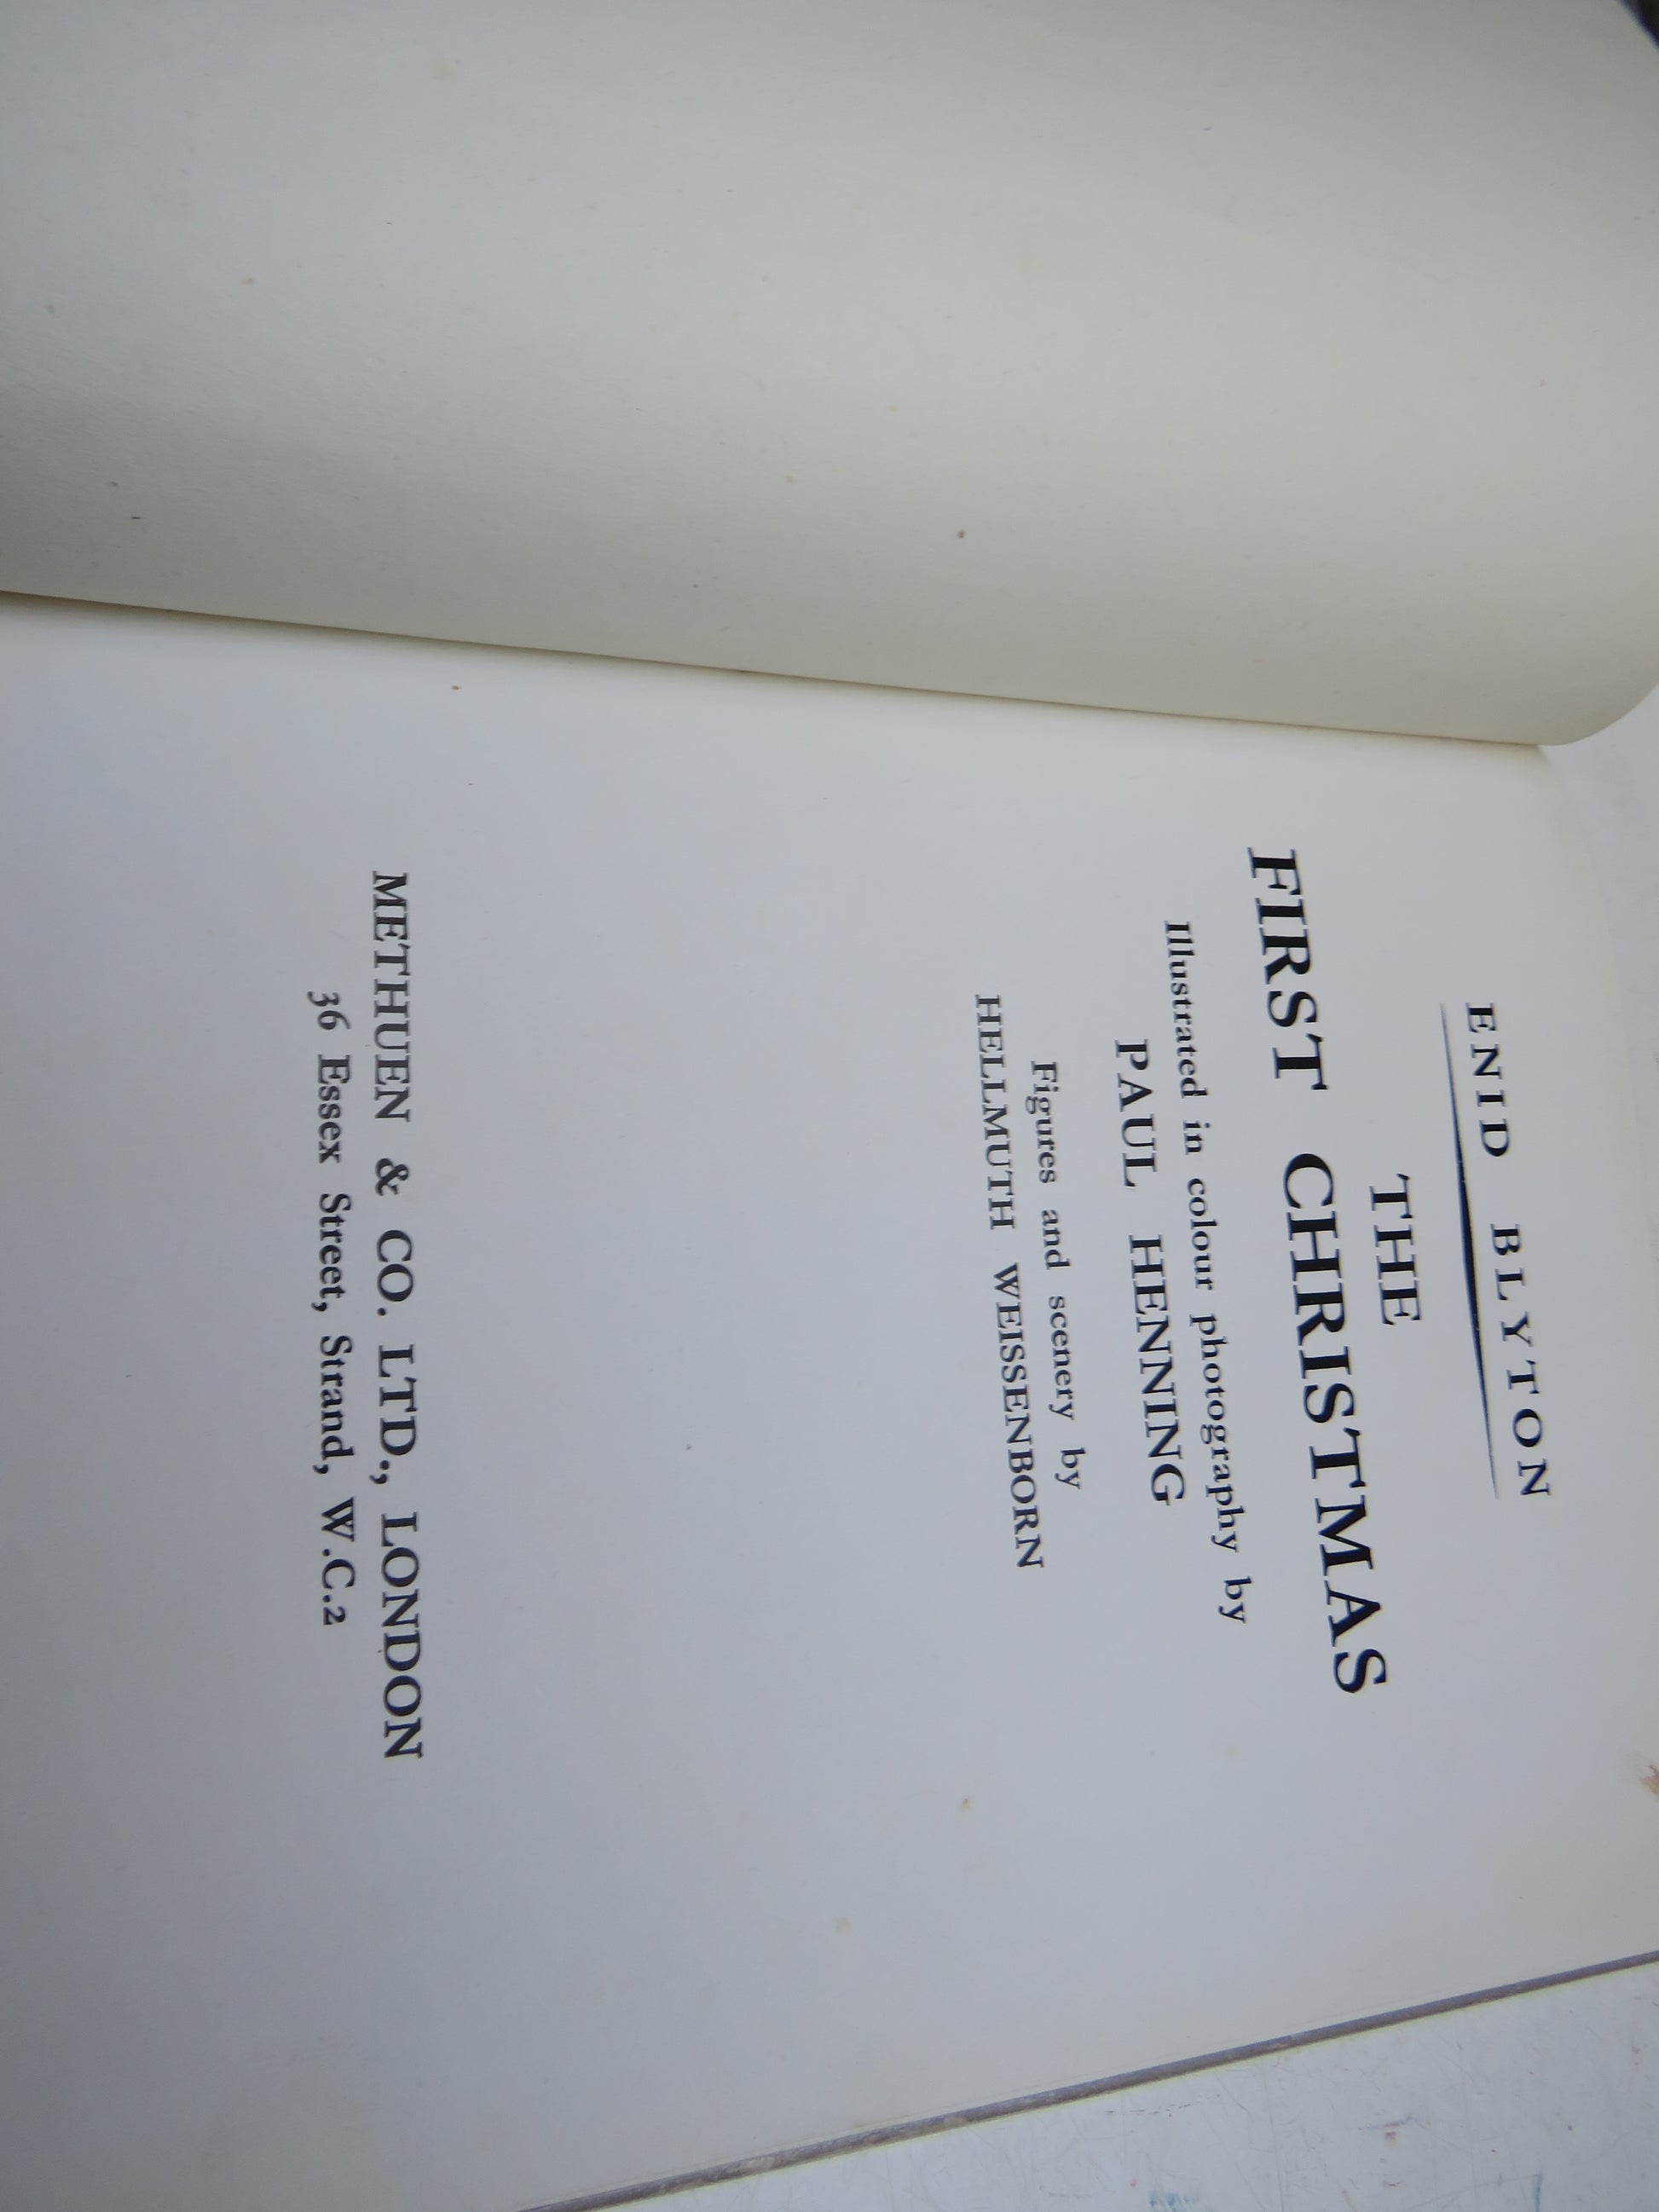 ENID BLYTON
THE
FIRST CHRISTMAS
Illustrated in colour photography by
PAUL HENNING
Figures and scenery by
HELLMUTH WEISSENBORN
METHUEN & CO. LTD., LONDON
36 Essex Street, Strand, W.C.2